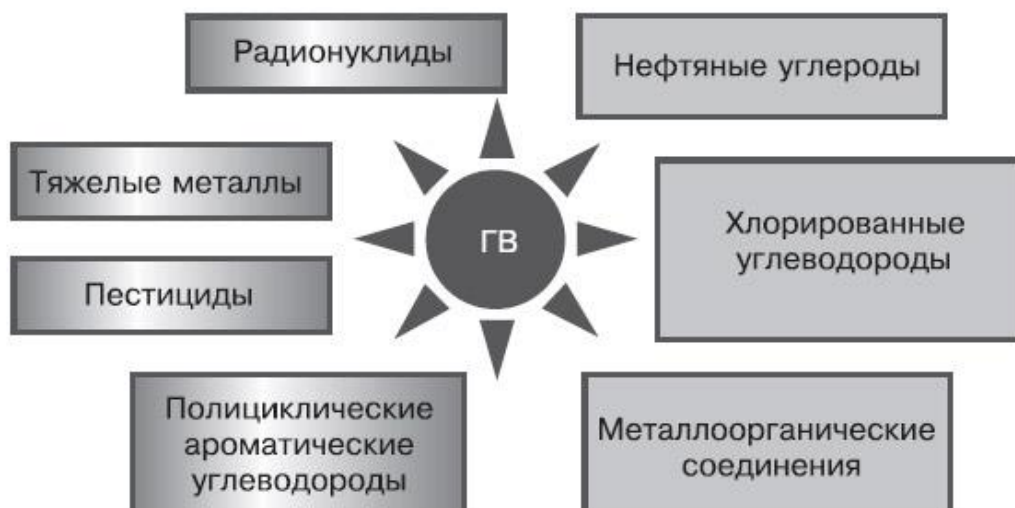 Радионуклиды
Нефтяные углероды
Тяжелые металлы
ГВ
Хлорированные
углеводороды
Пестициды
Полициклические
ароматические
углеводороды
Металлоорганические
соединения